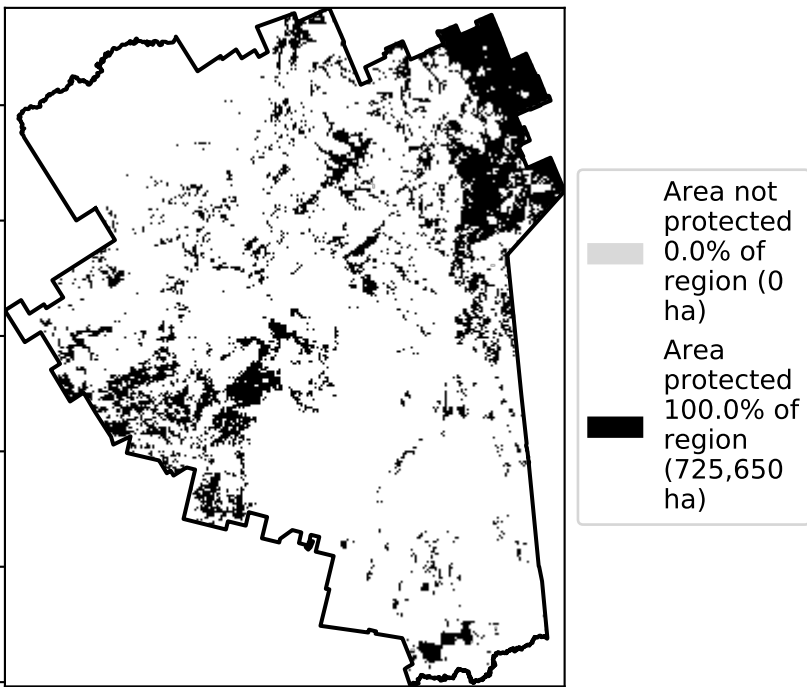 Area not
protected
0.0% of
region (0
ha)
Area
protected
100.0% of
region
(725,650
ha)